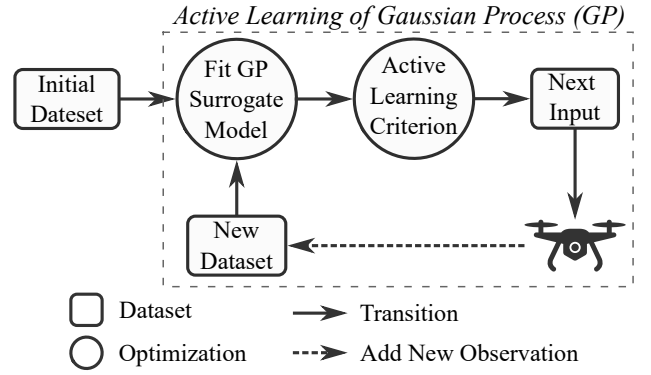 Active Learning of Gaussian Process (GP)
Initial
Dateset
Fit GP
Surrogate
Model
Active
Learning
Criterion
Next
Input
New
Dataset
Dataset
Transition
Optimization
Add New Observation